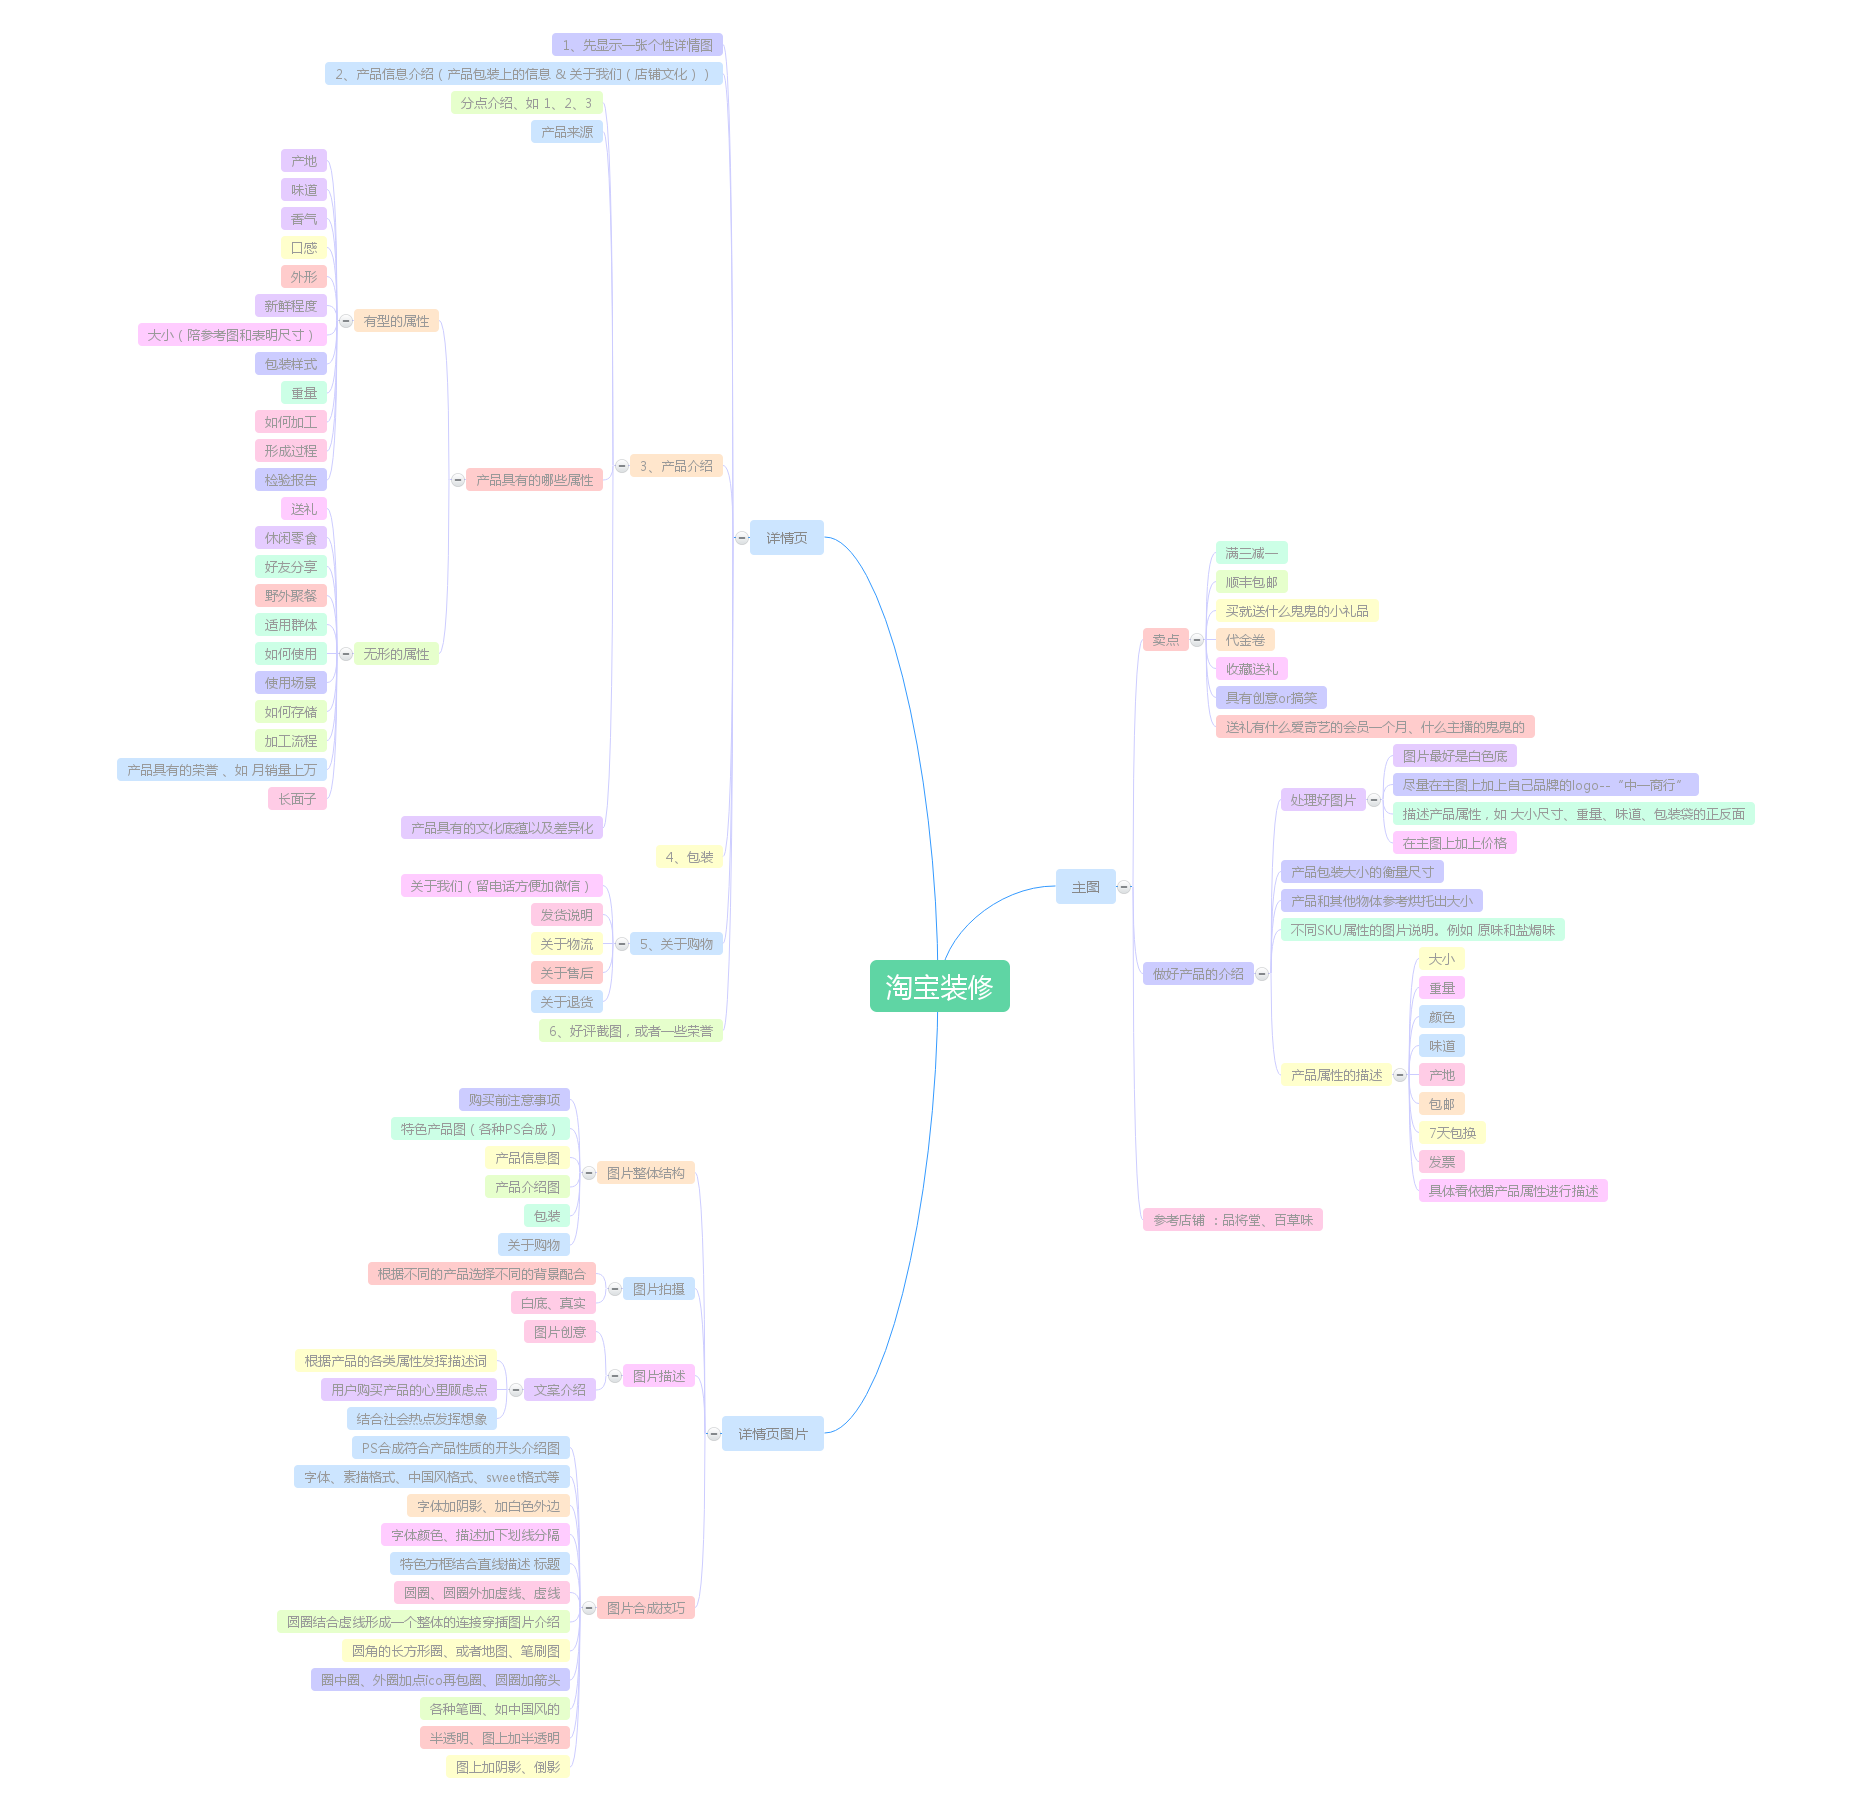 淘宝装修
详情页
1、先显示一张个性详情图
2、产品信息介绍（产品包装上的信息 & 关于我们（店铺文化））
3、产品介绍
分点介绍、如 1、2、3
产品来源
产品具有的哪些属性
有型的属性
产地
味道
香气
口感
外形
新鲜程度
大小（陪参考图和表明尺寸）
包装样式
重量
如何加工
形成过程
检验报告
无形的属性
送礼
休闲零食
好友分享
野外聚餐
适用群体
如何使用
使用场景
如何存储
加工流程
产品具有的荣誉 、如 月销量上万
长面子
产品具有的文化底蕴以及差异化
4、包装
5、关于购物
关于我们（留电话方便加微信）
发货说明
关于物流
关于售后
关于退货
6、好评截图，或者一些荣誉
主图
卖点
满三减一
顺丰包邮
买就送什么鬼鬼的小礼品
代金卷
收藏送礼
具有创意or搞笑
送礼有什么爱奇艺的会员一个月、什么主播的鬼鬼的
做好产品的介绍
处理好图片
图片最好是白色底
尽量在主图上加上自己品牌的logo--“中一商行”
描述产品属性，如 大小尺寸、重量、味道、包装袋的正反面
在主图上加上价格
产品包装大小的衡量尺寸
产品和其他物体参考烘托出大小
不同SKU属性的图片说明。例如 原味和盐焗味
产品属性的描述
大小
重量
颜色
味道
产地
包邮
7天包换
发票
具体看依据产品属性进行描述
参考店铺 ：品将堂、百草味
详情页图片
图片整体结构
购买前注意事项
特色产品图（各种PS合成）
产品信息图
产品介绍图
包装
关于购物
图片拍摄
根据不同的产品选择不同的背景配合
白底、真实
图片描述
图片创意
文案介绍
根据产品的各类属性发挥描述词
用户购买产品的心里顾虑点
结合社会热点发挥想象
图片合成技巧
PS合成符合产品性质的开头介绍图
字体、素描格式、中国风格式、sweet格式等
字体加阴影、加白色外边
字体颜色、描述加下划线分隔
特色方框结合直线描述 标题
圆圈、圆圈外加虚线、虚线
圆圈结合虚线形成一个整体的连接穿插图片介绍
圆角的长方形圈、或者地图、笔刷图
圈中圈、外圈加点ico再包圈、圆圈加箭头
各种笔画、如中国风的
半透明、图上加半透明
图上加阴影、倒影